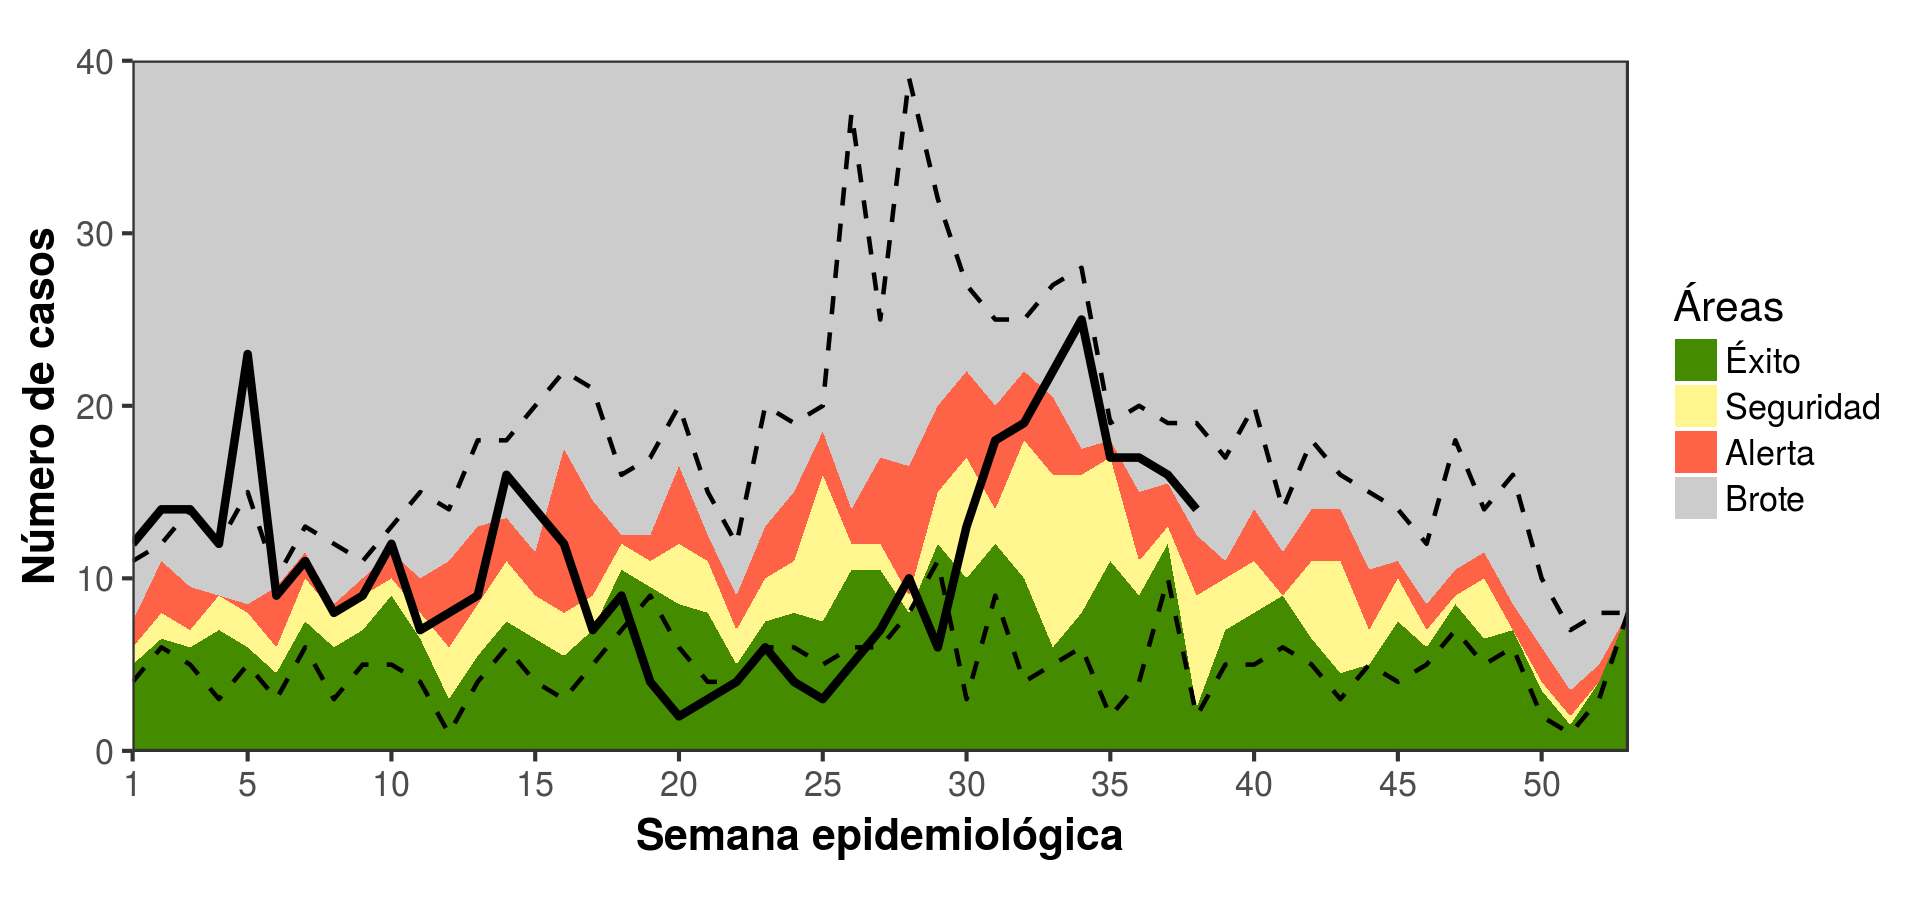 40
30
20
10
0
Número de casos
1 5 10 15 20 25 30 35 40 45 50
Semana epidemiológica
Áreas
Éxito
Seguridad
Alerta
Brote